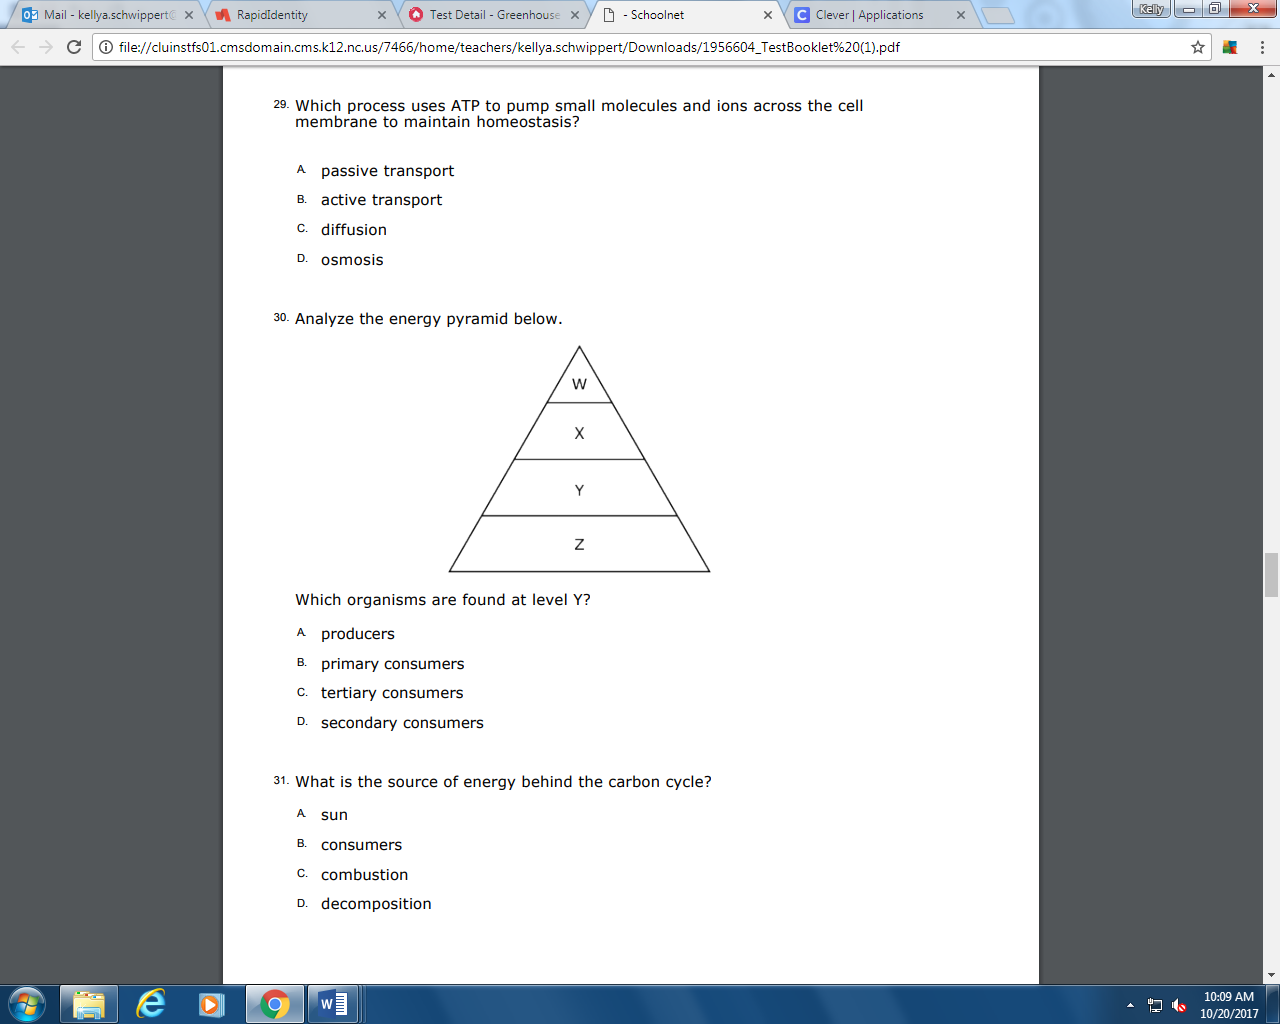 Mail - kellya.schwippert@
RapidIdentity
Test Detail - Greenhouse
- Schoolnet
Clever | Applications
Kelly
file://cluinstfs01.cmsdomain.cms.k12.nc.us/7466/home/teachers/kellya.schwippert/Downloads/1956604_TestBooklet%20(1).pdf
29. Which process uses ATP to pump small molecules and ions across the cell
membrane to maintain homeostasis?
A. passive transport
B. active transport
C. diffusion
D. osmosis
30. Analyze the energy pyramid below.
W
X
Y
Z
Which organisms are found at level Y?
A. producers
B. primary consumers
C. tertiary consumers
D. secondary consumers
31. What is the source of energy behind the carbon cycle?
A. sun
B. consumers
C. combustion
D. decomposition
10:09 AM
10/20/2017